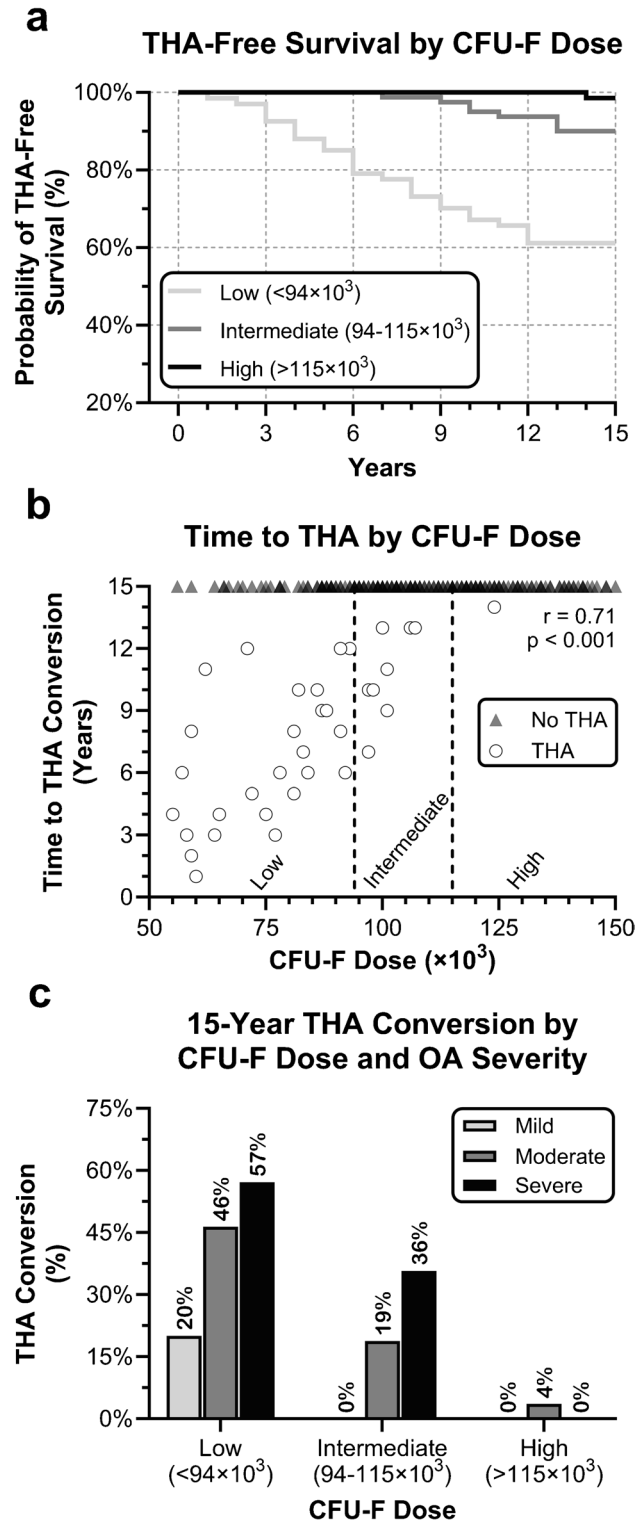 a
THA-Free Survival by CFU-F Dose
Probability of THA-Free
Survival (%)
100%
80%
60%
40%
20%
Low (<94×10³)
Intermediate (94-115×10³)
High (>115×10³)
0 3 6 9 12 15
Years
b
Time to THA by CFU-F Dose
Time to THA Conversion
(Years)
15
12
9
6
3
0
r = 0.71
p < 0.001
No THA
THA
Low
Intermediate
High
50 75 100 125 150
CFU-F Dose (×10³)
c
15-Year THA Conversion by
CFU-F Dose and OA Severity
THA Conversion
(%)
75%
60%
45%
30%
15%
0%
Mild
Moderate
Severe
20% 46% 57%
0% 19% 36%
0% 4% 0%
Low Intermediate High
(<94×10³) (94-115×10³) (>115×10³)
CFU-F Dose